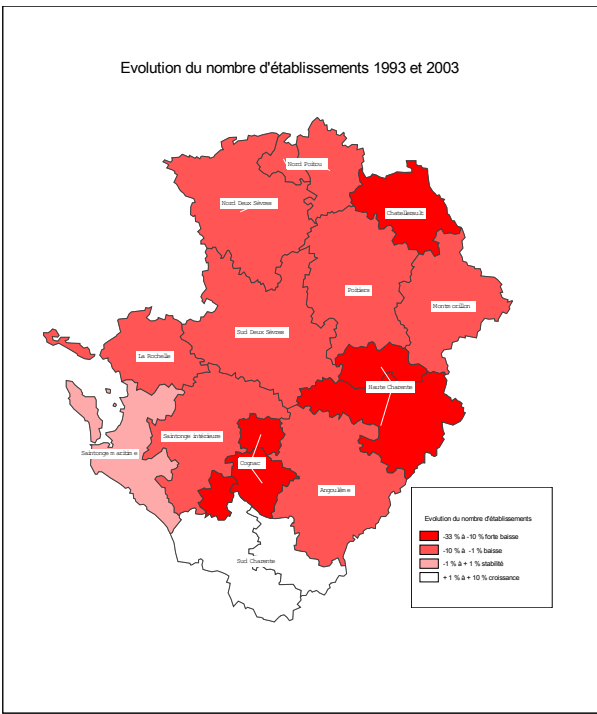 Evolution du nombre d'établissements 1993 et 2003
Nord Poitou
Chatellerault
Nord Deux Sèvres
Poitiers
Montmorillon
Sud Deux Sèvres
La Rochelle
Haute Charente
Saintonge intérieure
Saintonge maritime
Cognac
Angoulême
Sud Charente
Evolution du nombre d'établissements
-33 % à -10 % forte baisse
-10 % à -1 % baisse
-1 % à + 1 % stabilité
+ 1 % à + 10 % croissance